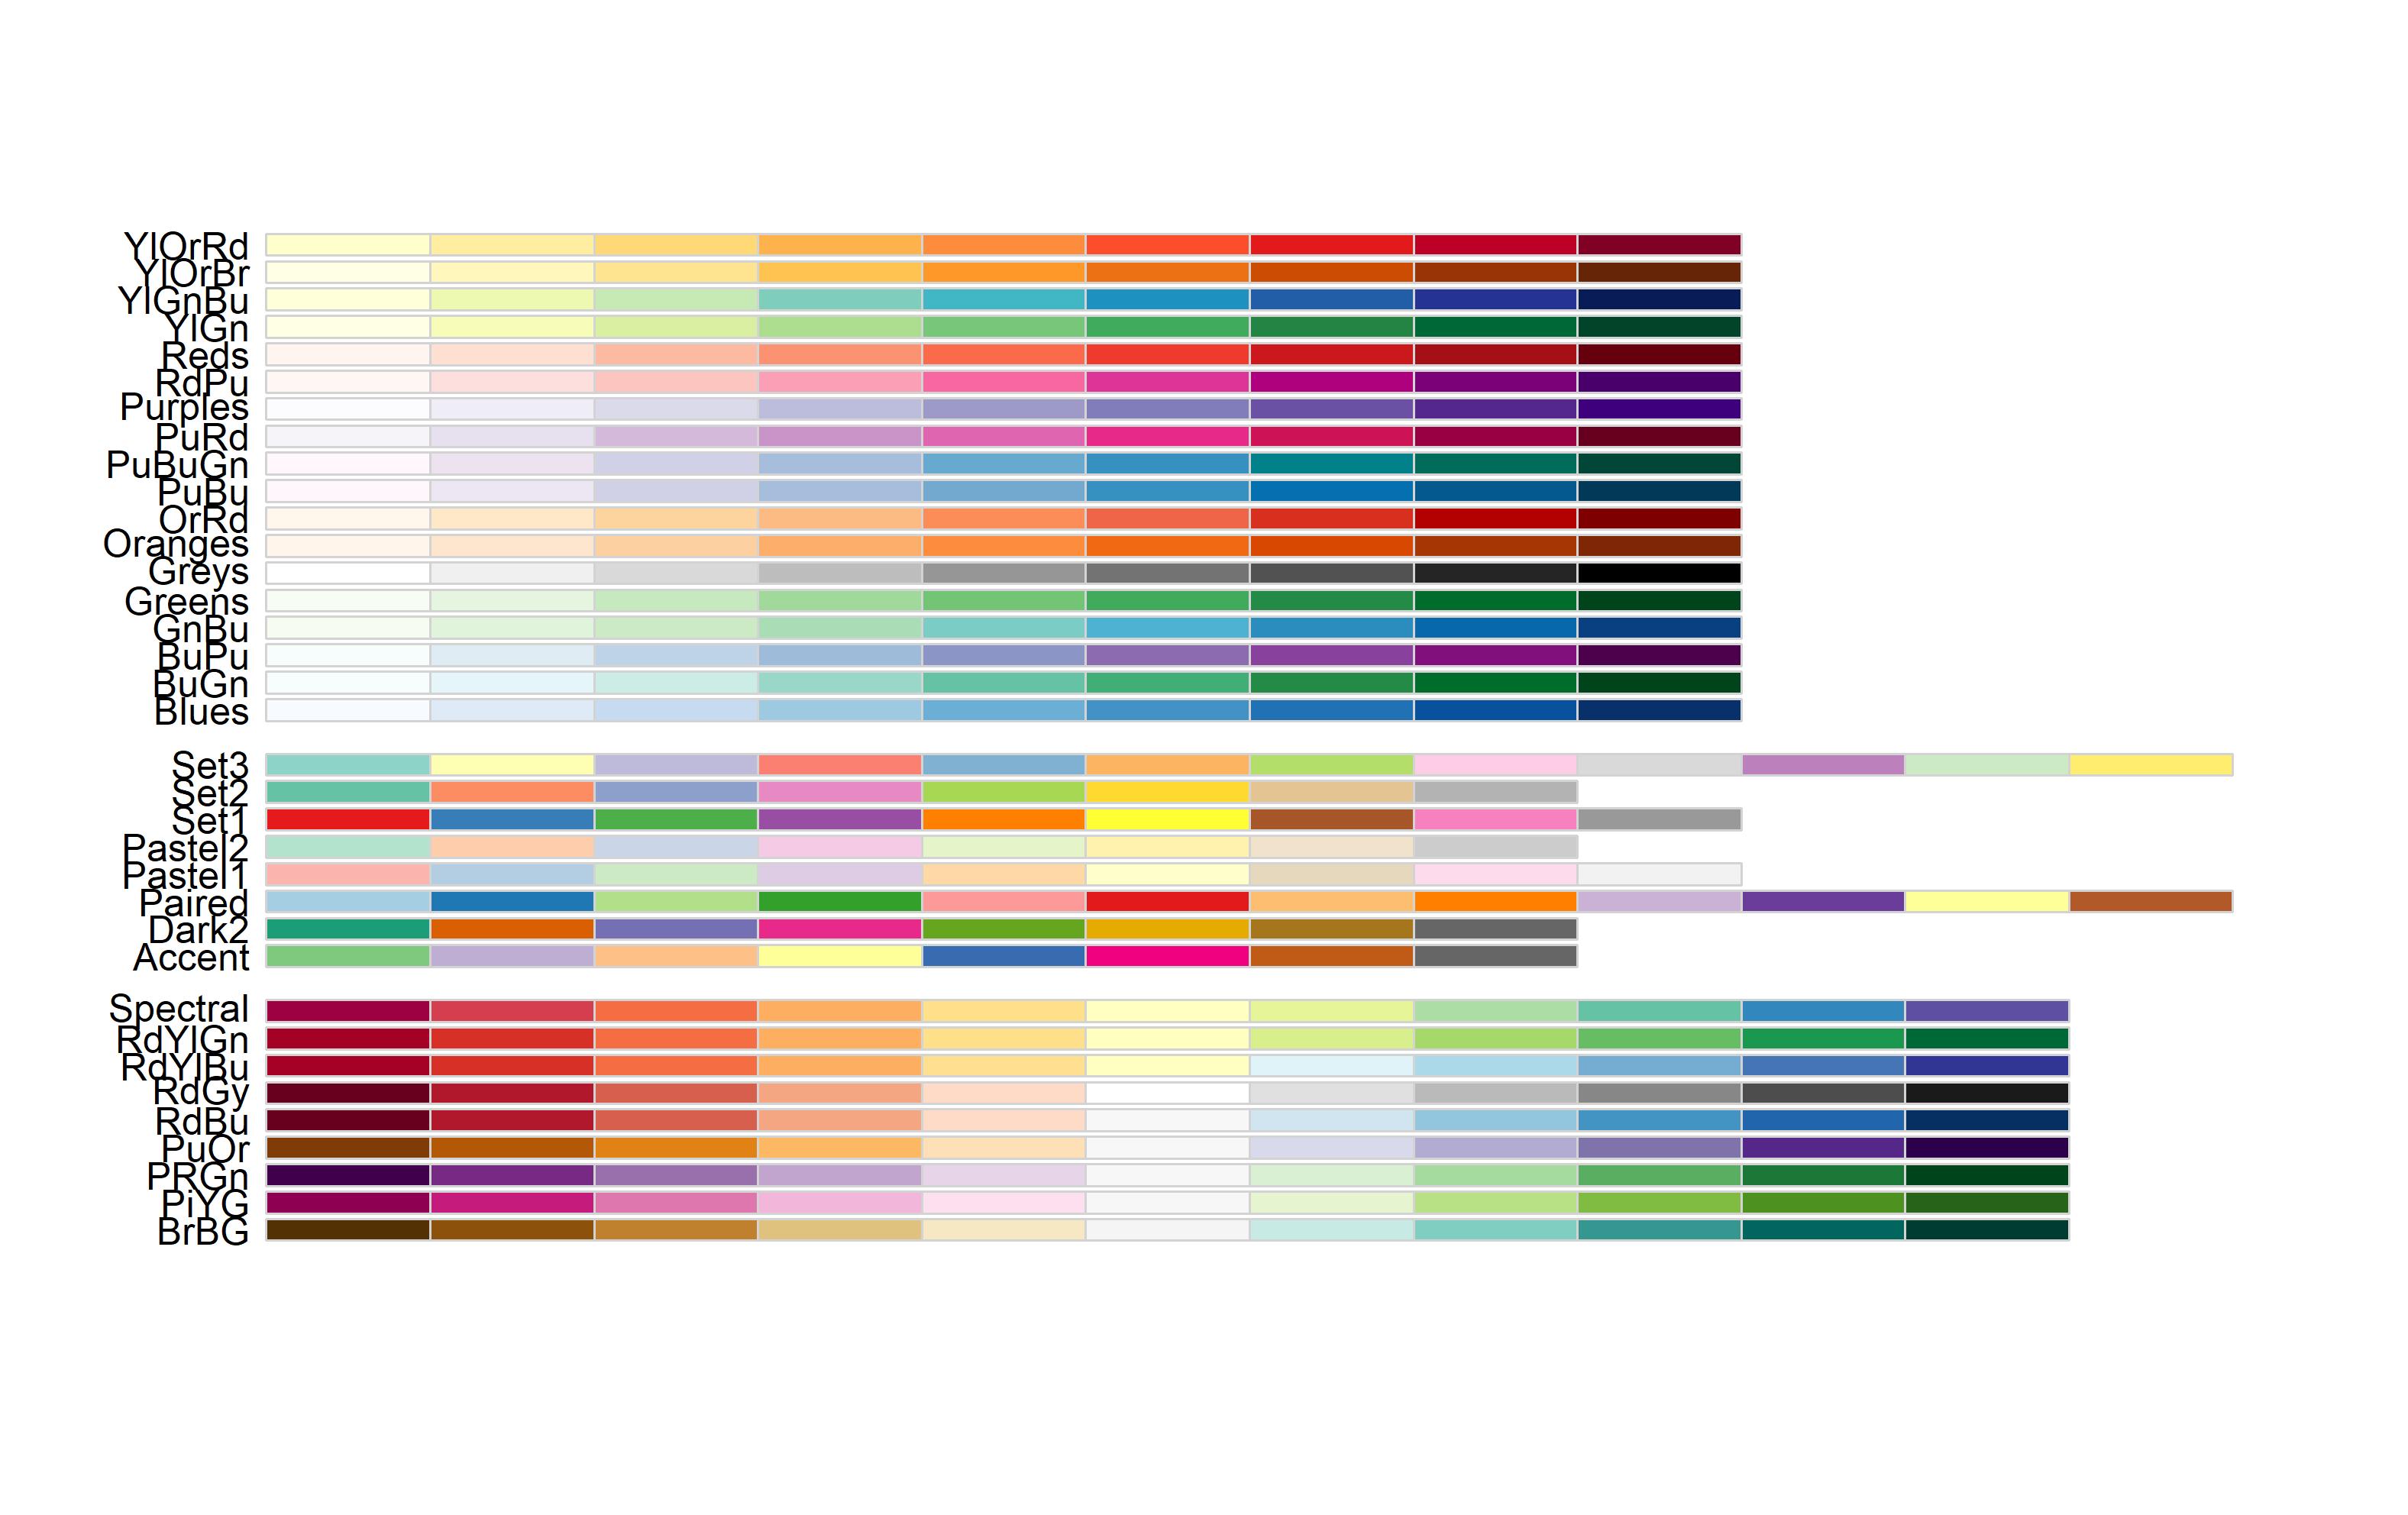 YlOrRd
YlOrBr
YlGnBu
YlGn
Reds
RdPu
Purples
PuRd
PuBuGn
PuBu
OrRd
Oranges
Greys
Greens
GnBu
BuPu
BuGn
Blues
Set3
Set2
Set1
Pastel2
Pastel1
Paired
Dark2
Accent
Spectral
RdYlGn
RdYlBu
RdGy
RdBu
PuOr
PRGn
PiYG
BrBG